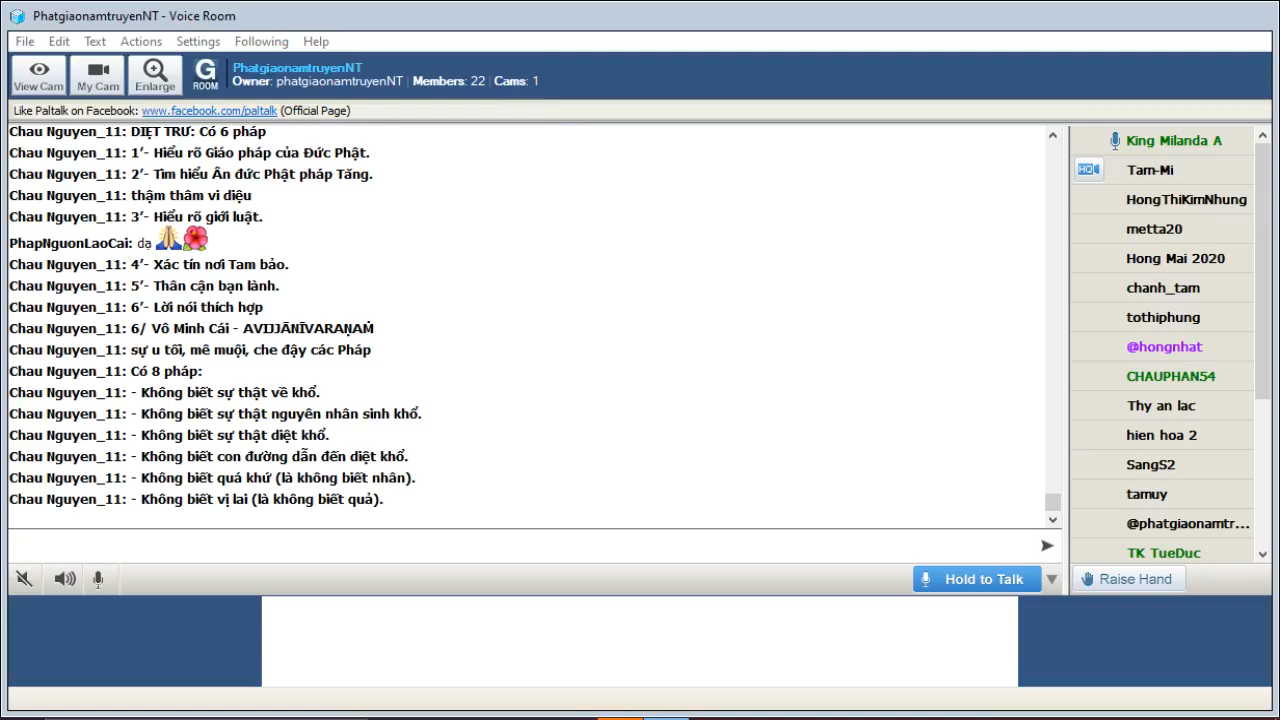 PhatgiaonamtruyenNT - Voice Room
File Edit Text Actions Settings Following Help
View Cam My Cam Enlarge G ROOM
PhatgiaonamtruyenNT
Owner: phatgiaonamtruyenNT | Members: 22 | Cams: 1
Like Paltalk on Facebook: www.facebook.com/paltalk (Official Page)
Chau Nguyen_11: DIỆT TRỪ: Có 6 pháp
Chau Nguyen_11: 1’- Hiểu rõ Giáo pháp của Đức Phật.
Chau Nguyen_11: 2’- Tìm hiểu Ân đức Phật pháp Tăng.
Chau Nguyen_11: thậm thâm vi diệu
Chau Nguyen_11: 3’- Hiểu rõ giới luật.
PhapNguonLaoCai: dạ
Chau Nguyen_11: 4’- Xác tín nơi Tam bảo.
Chau Nguyen_11: 5’- Thân cận bạn lành.
Chau Nguyen_11: 6’- Lời nói thích hợp
Chau Nguyen_11: 6/ Vô Minh Cái - AVIJJĀNĪVARAṆAṀ
Chau Nguyen_11: sự u tối, mê muội, che đậy các Pháp
Chau Nguyen_11: Có 8 pháp:
Chau Nguyen_11: - Không biết sự thật về khổ.
Chau Nguyen_11: - Không biết sự thật nguyên nhân sinh khổ.
Chau Nguyen_11: - Không biết sự thật diệt khổ.
Chau Nguyen_11: - Không biết con đường dẫn đến diệt khổ.
Chau Nguyen_11: - Không biết quá khứ (là không biết nhân).
Chau Nguyen_11: - Không biết vị lai (là không biết quả).
King Milanda A
HQ Tam-Mi
HongThiKimNhung
metta20
Hong Mai 2020
chanh_tam
tothiphung
@hongnhat
CHAUPHAN54
Thy an lac
hien hoa 2
SangS2
tamuy
@phatgiaonamtr...
TK TueDuc
Hold to Talk
Raise Hand